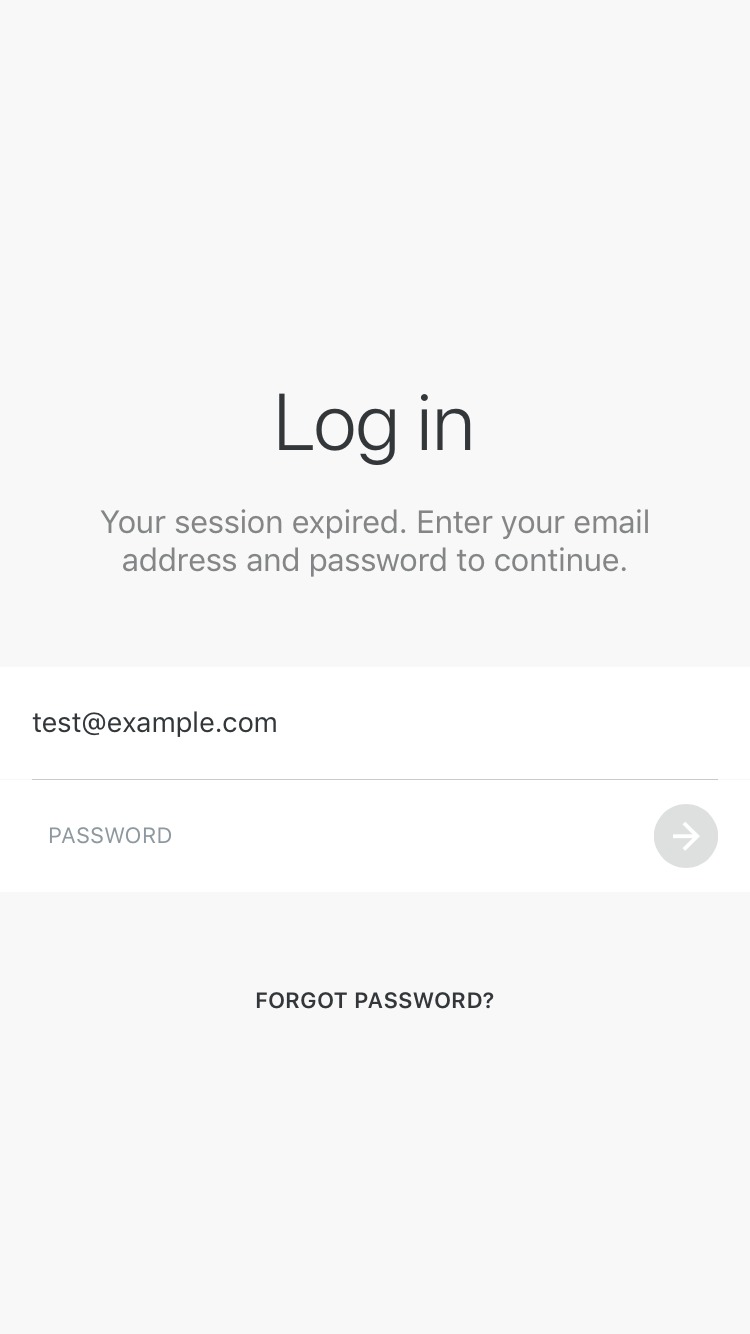 Log in
Your session expired. Enter your email
address and password to continue.
test@example.com
PASSWORD
FORGOT PASSWORD?